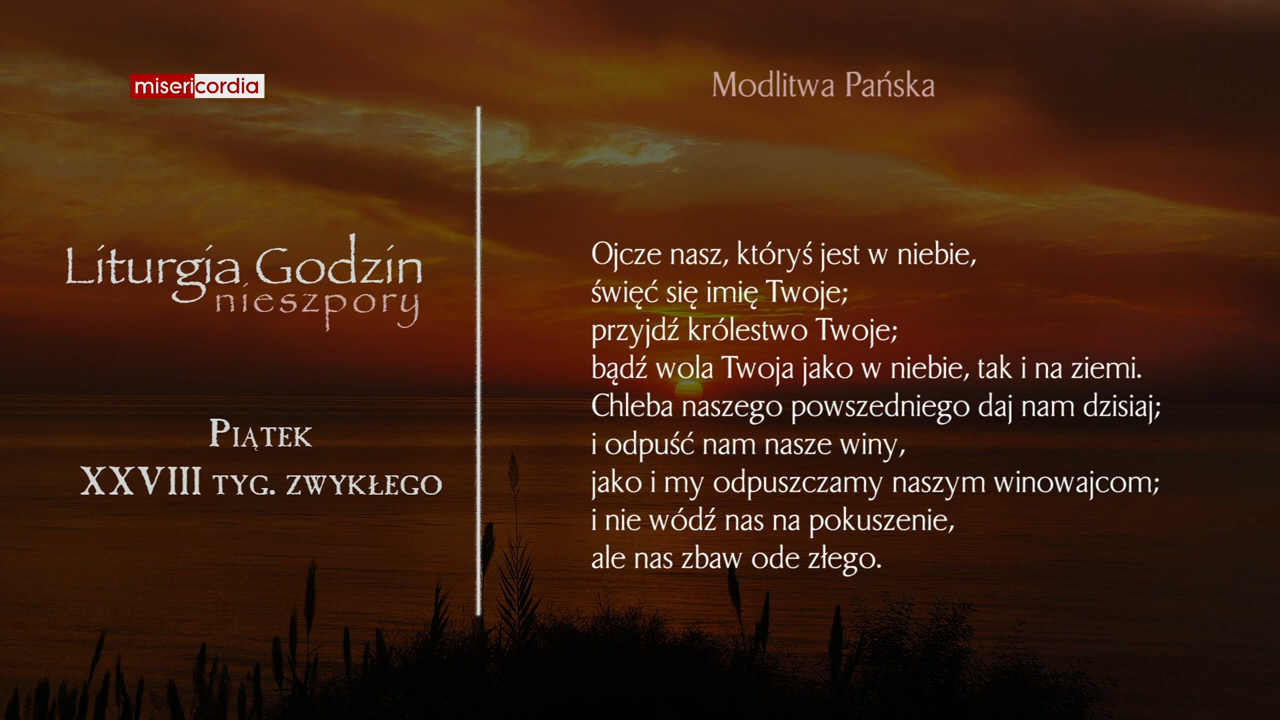 misericordia
Liturgia Godzin
nieszpory
Piątek
XXVIII tyg. zwykłego
Modlitwa Pańska
Ojcze nasz, któryś jest w niebie,
święć się imię Twoje;
przyjdź królestwo Twoje;
bądź wola Twoja jako w niebie, tak i na ziemi.
Chleba naszego powszedniego daj nam dzisiaj;
i odpuść nam nasze winy,
jako i my odpuszczamy naszym winowajcom;
i nie wódź nas na pokuszenie,
ale nas zbaw ode złego.